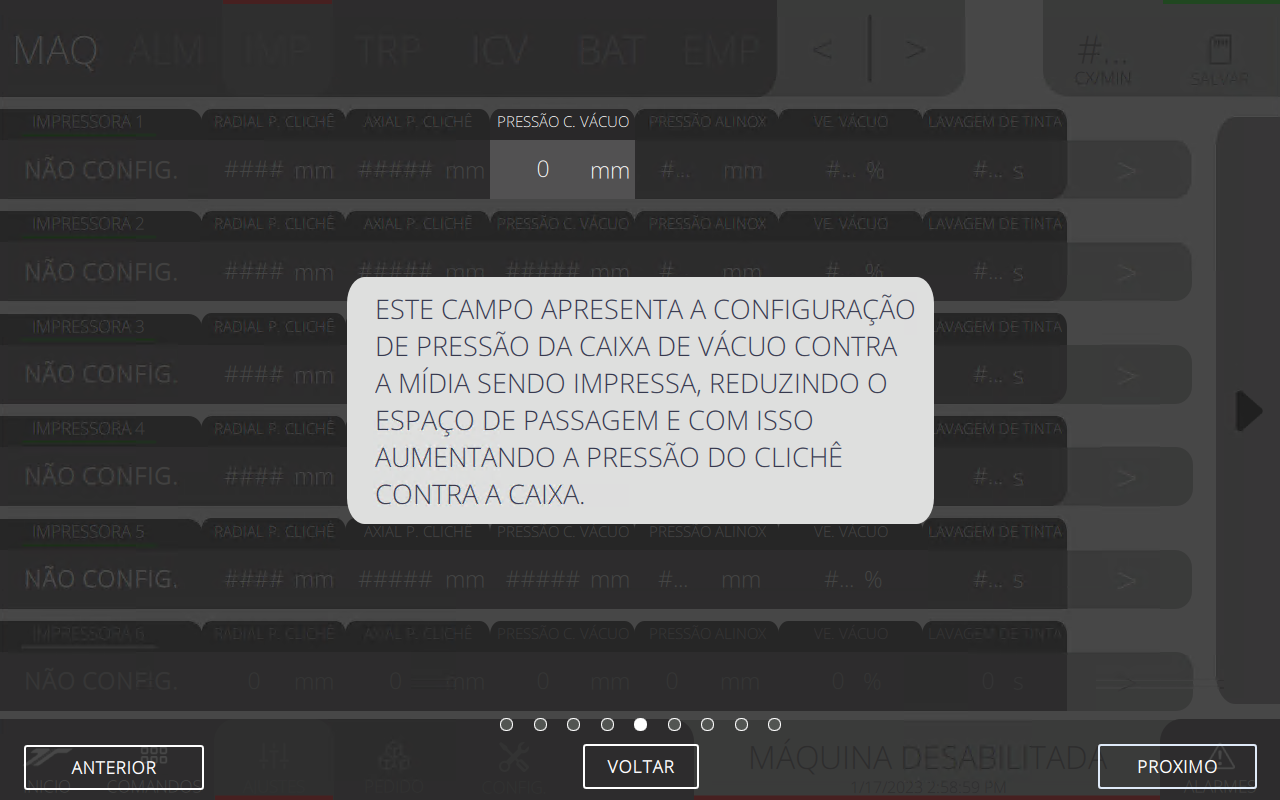 MAQ ALM IMP TRP ICV BAT EMP < > #... CX/MIN SALVAR
IMPRESSORA 1 RADIAL P. CLICHÊ AXIAL P. CLICHÊ PRESSÃO C. VÁCUO PRESSÃO ALINOX VE. VÁCUO LAVAGEM DE TINTA
NÃO CONFIG. #### mm ##### mm 0 mm #... mm #... % #... s >
IMPRESSORA 2 RADIAL P. CLICHÊ AXIAL P. CLICHÊ PRESSÃO C. VÁCUO PRESSÃO ALINOX VE. VÁCUO LAVAGEM DE TINTA
NÃO CONFIG. #### mm ##### mm ##### mm #... mm #... % #... s >
IMPRESSORA 3 RADIAL P. CLICHÊ LAVAGEM DE TINTA
NÃO CONFIG. #### mm #... s >
IMPRESSORA 4 RADIAL P. CLICHÊ LAVAGEM DE TINTA
NÃO CONFIG. #### mm #... s >
ESTE CAMPO APRESENTA A CONFIGURAÇÃO
DE PRESSÃO DA CAIXA DE VÁCUO CONTRA
A MÍDIA SENDO IMPRESSA, REDUZINDO O
ESPAÇO DE PASSAGEM E COM ISSO
AUMENTANDO A PRESSÃO DO CLICHÊ
CONTRA A CAIXA.
IMPRESSORA 5 RADIAL P. CLICHÊ AXIAL P. CLICHÊ PRESSÃO C. VÁCUO PRESSÃO ALINOX VE. VÁCUO LAVAGEM DE TINTA
NÃO CONFIG. #### mm ##### mm ##### mm #... mm #... % #... s >
IMPRESSORA 6 RADIAL P. CLICHÊ AXIAL P. CLICHÊ PRESSÃO C. VÁCUO PRESSÃO ALINOX VE. VÁCUO LAVAGEM DE TINTA
NÃO CONFIG. 0 mm 0 mm 0 mm 0 mm 0 % 0 s >
ANTERIOR VOLTAR PROXIMO
MÁQUINA DESABILITADA
INICIO COMANDOS PEDIDO CONFIG 1/17/2023 2:58:59 PM ALARMES